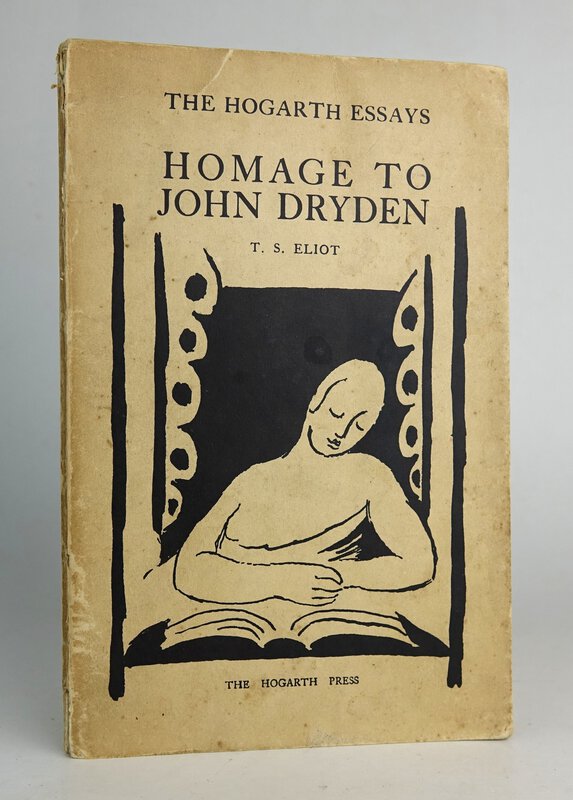 THE HOGARTH ESSAYS
HOMAGE TO
JOHN DRYDEN
T. S. ELIOT
THE HOGARTH PRESS